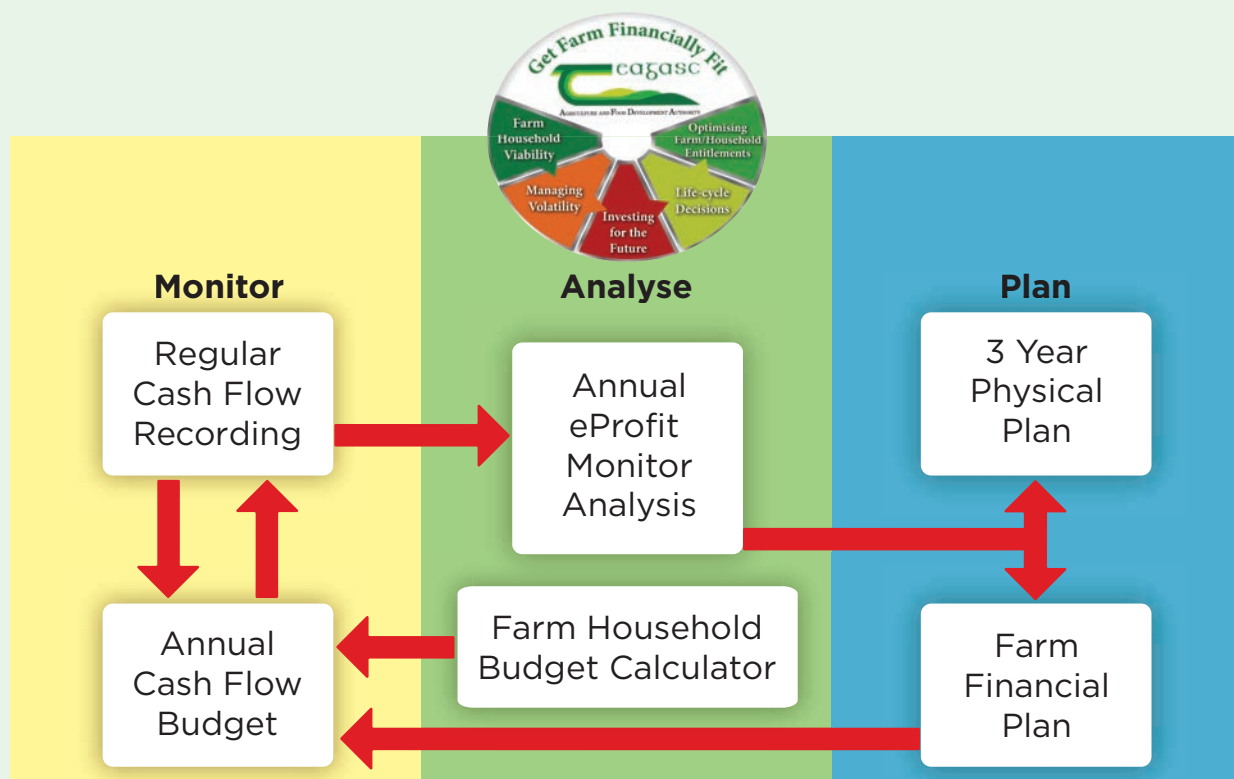 Get Farm Financially Fit
teagasc
AGRICULTURE AND FOOD DEVELOPMENT AUTHORITY
Farm
Household
Viability
Optimising
Farm/Household
Entitlements
Managing
Volatility
Investing
for the
Future
Life-cycle
Decisions
Monitor
Analyse
Plan
Regular
Cash Flow
Recording
Annual
eProfit
Monitor
Analysis
3 Year
Physical
Plan
Annual
Cash Flow
Budget
Farm Household
Budget Calculator
Farm
Financial
Plan